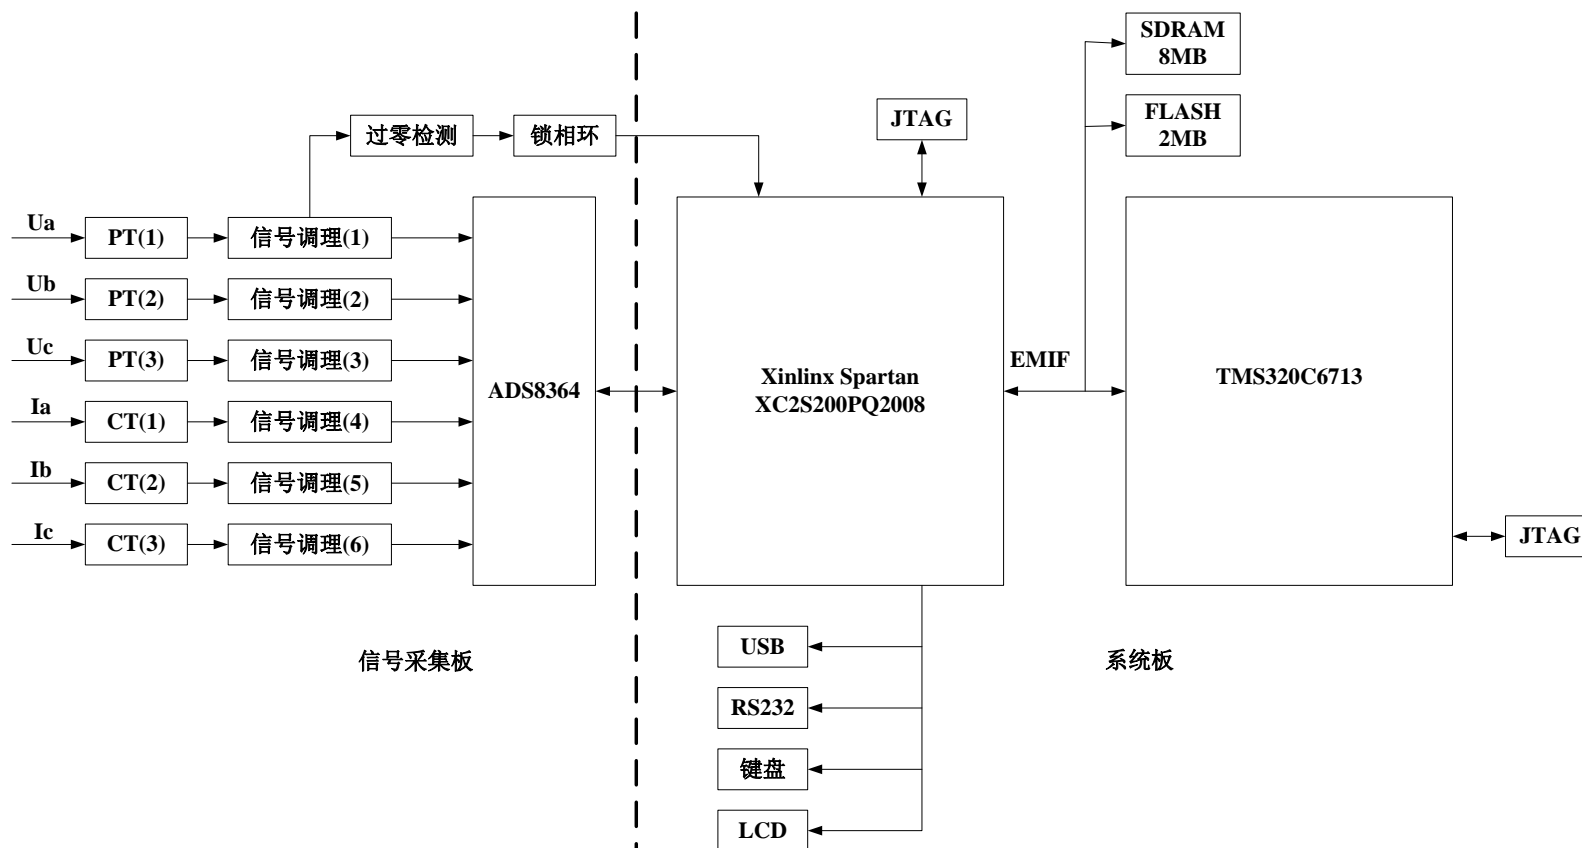 SDRAM
8MB
FLASH
2MB
JTAG
过零检测
锁相环
Ua
PT(1)
信号调理(1)
Ub
PT(2)
信号调理(2)
Uc
PT(3)
信号调理(3)
Ia
CT(1)
信号调理(4)
Ib
CT(2)
信号调理(5)
Ic
CT(3)
信号调理(6)
ADS8364
Xinlinx Spartan
XC2S200PQ2008
EMIF
TMS320C6713
JTAG
USB
RS232
键盘
LCD
信号采集板
系统板